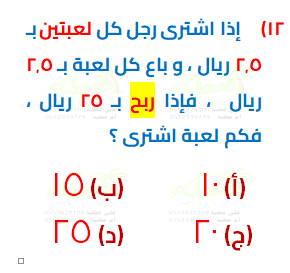 ١٢) إذا اشترى رجل كل لعبتين بـ
٢,٥ ريال ، و باع كل لعبة بـ ٢,٥
ريال ، فإذا ربح بـ ٢٥ ريال ،
فكم لعبة اشترى ؟
(أ) ١٠ (ب) ١٥
(ج) ٢٠ (د) ٢٥